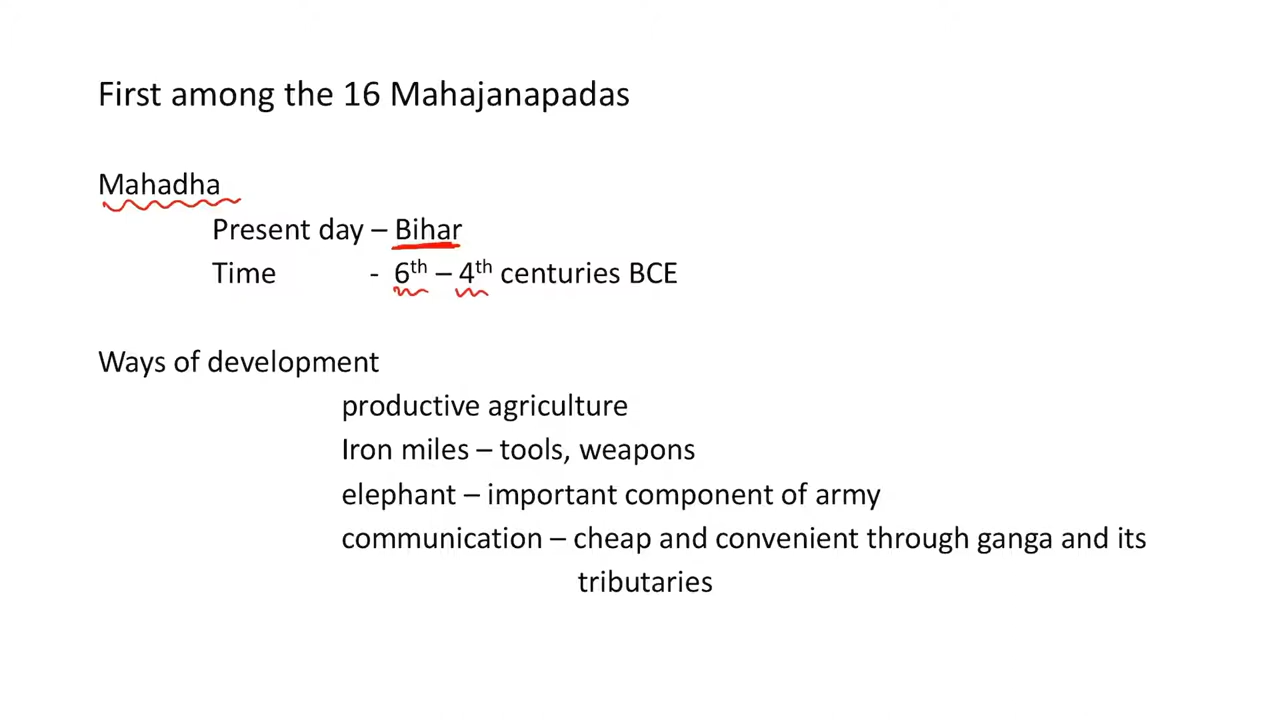 First among the 16 Mahajanapadas
Mahadha
Present day – Bihar
Time - 6th – 4th centuries BCE
Ways of development
productive agriculture
Iron miles – tools, weapons
elephant – important component of army
communication – cheap and convenient through ganga and its
tributaries